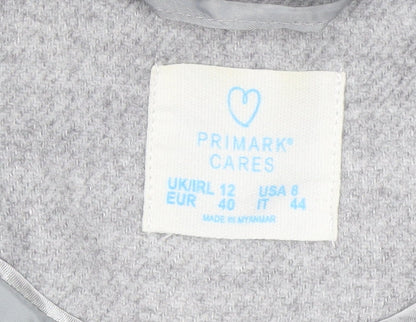 PRIMARK®
CARES
UK/IRL 12 USA 8
EUR 40 IT 44
MADE IN MYANMAR